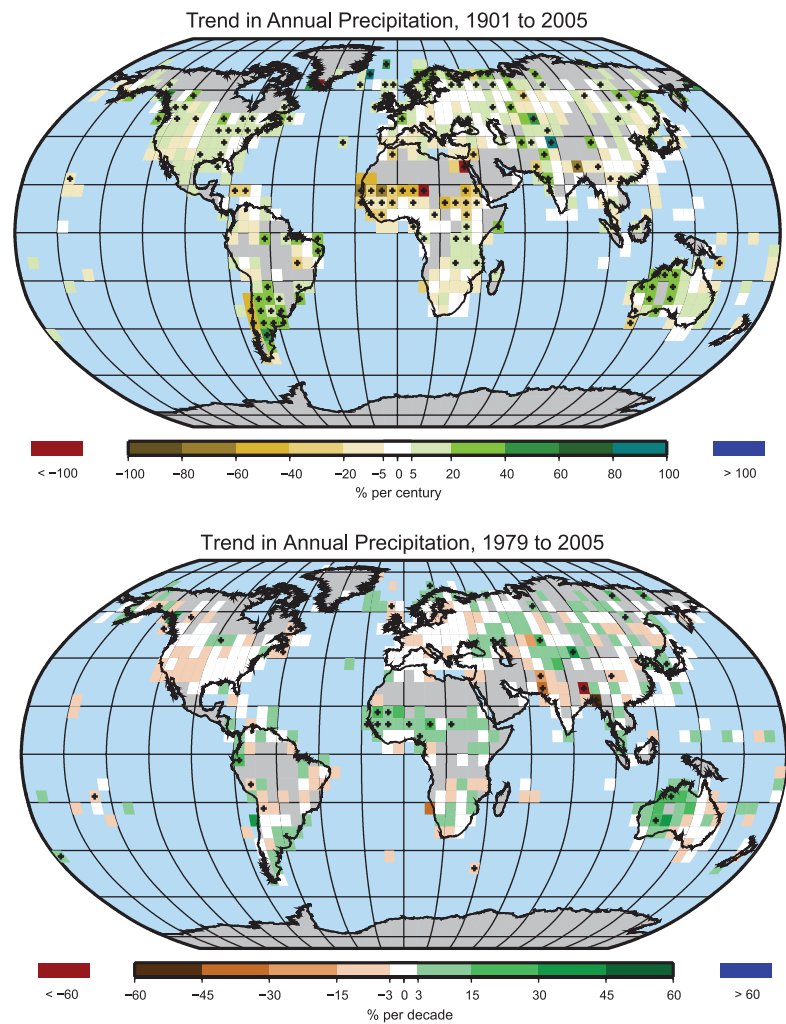 Trend in Annual Precipitation, 1901 to 2005
< −100 −100 −80 −60 −40 −20 −5 0 5 20 40 60 80 100 > 100
% per century
Trend in Annual Precipitation, 1979 to 2005
< −60 −60 −45 −30 −15 −3 0 3 15 30 45 60 > 60
% per decade